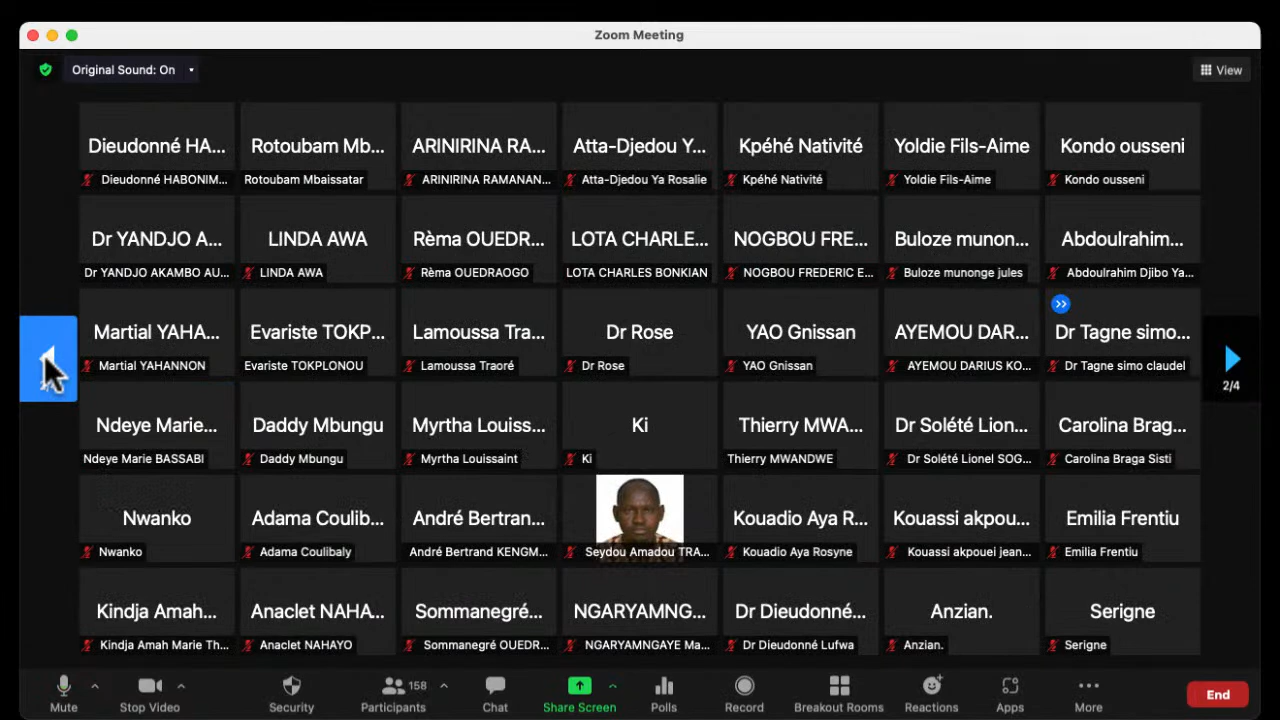 Zoom Meeting
Original Sound: On
View
Dieudonné HA... Rotoubam Mb... ARINIRINA RA... Atta-Djedou Y... Kpéhé Nativité Yoldie Fils-Aime Kondo ousseni
Dieudonné HABONIM... Rotoubam Mbaissatar ARINIRINA RAMANAN... Atta-Djedou Ya Rosalie Kpéhé Nativité Yoldie Fils-Aime Kondo ousseni
Dr YANDJO A... LINDA AWA Rèma OUEDR... LOTA CHARLE... NOGBOU FRE... Buloze munon... Abdoulrahim...
Dr YANDJO AKAMBO AU... LINDA AWA Rèma OUEDRAOGO LOTA CHARLES BONKIAN NOGBOU FREDERIC E... Buloze munonge jules Abdoulrahim Djibo Ya...
Martial YAHA... Evariste TOKP... Lamoussa Tra... Dr Rose YAO Gnissan AYEMOU DAR... Dr Tagne simo...
Martial YAHANNON Evariste TOKPLONOU Lamoussa Traoré Dr Rose YAO Gnissan AYEMOU DARIUS KO... Dr Tagne simo claudel
2/4
Ndeye Marie... Daddy Mbungu Myrtha Louiss... Ki Thierry MWA... Dr Solété Lion... Carolina Brag...
Ndeye Marie BASSABI Daddy Mbungu Myrtha Louissaint Ki Thierry MWANDWE Dr Solété Lionel SOG... Carolina Braga Sisti
Nwanko Adama Coulib... André Bertran... Kouadio Aya R... Kouassi akpou... Emilia Frentiu
Nwanko Adama Coulibaly André Bertrand KENGM... Seydou Amadou TRA... Kouadio Aya Rosyne Kouassi akpouei jean... Emilia Frentiu
Kindja Amah... Anaclet NAHA... Sommanegré... NGARYAMNG... Dr Dieudonné... Anzian. Serigne
Kindja Amah Marie Th... Anaclet NAHAYO Sommanegré OUEDR... NGARYAMNGAYE Ma... Dr Dieudonné Lufwa Anzian. Serigne
158
Mute Stop Video Security Participants Chat Share Screen Polls Record Breakout Rooms Reactions Apps More End